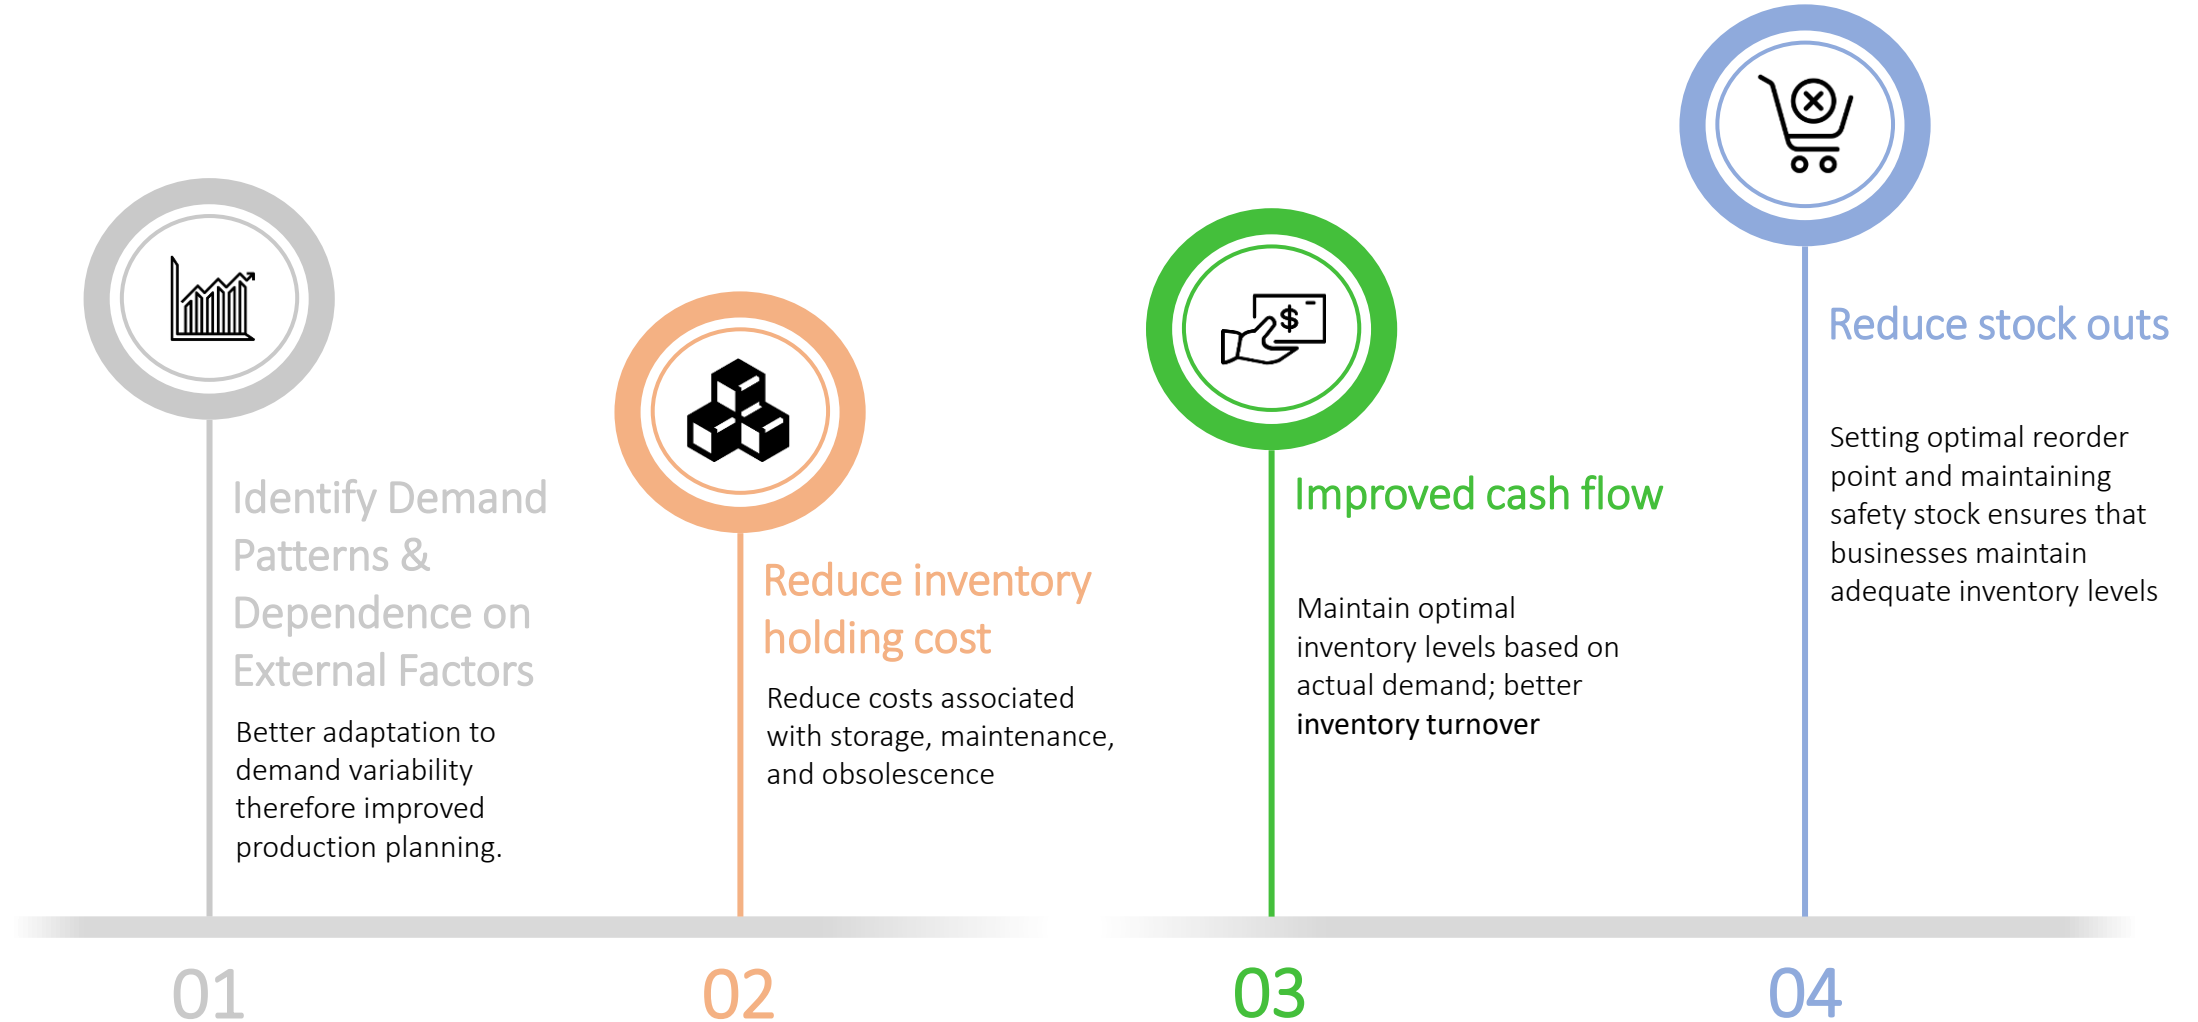 Identify Demand
Patterns &
Dependence on
External Factors
Better adaptation to
demand variability
therefore improved
production planning.
01
Reduce inventory
holding cost
Reduce costs associated
with storage, maintenance,
and obsolescence
02
$
Improved cash flow
Maintain optimal
inventory levels based on
actual demand; better
inventory turnover
03
Reduce stock outs
Setting optimal reorder
point and maintaining
safety stock ensures that
businesses maintain
adequate inventory levels
04